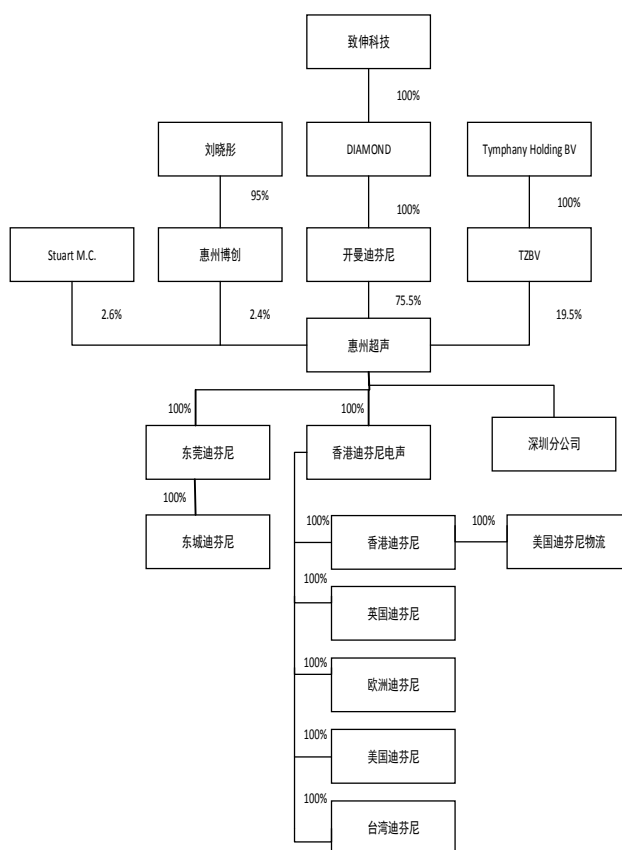 致伸科技
100%
刘晓彤
DIAMOND
Tymphany Holding BV
95%
100%
100%
Stuart M.C.
惠州博创
开曼迪芬尼
TZBV
2.6%
2.4%
75.5%
19.5%
惠州超声
100%
100%
东莞迪芬尼
香港迪芬尼电声
深圳分公司
100%
东城迪芬尼
100%
香港迪芬尼
100%
美国迪芬尼物流
100%
英国迪芬尼
100%
欧洲迪芬尼
100%
美国迪芬尼
100%
台湾迪芬尼